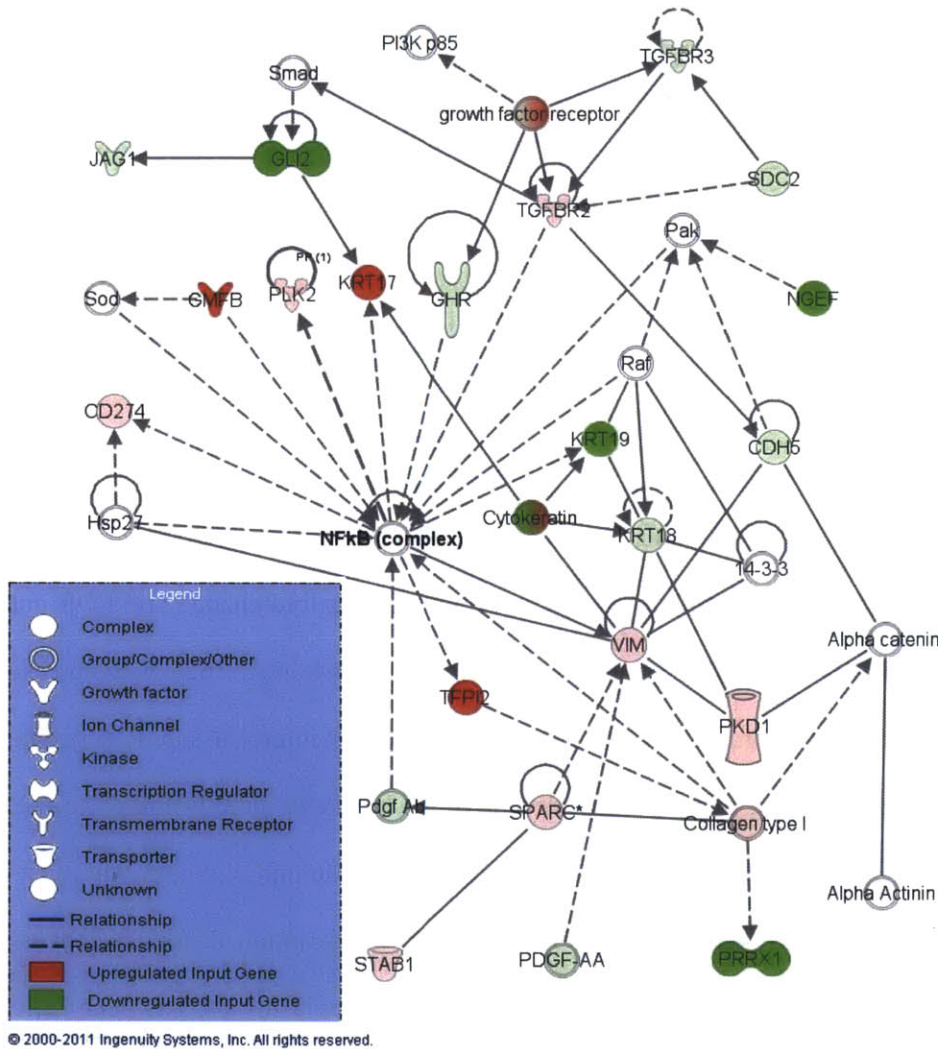 PI3K p85
TGFBR3
Smad
growth factor receptor
JAG1
GLI2
SDC2
TGFBR2
Pak
PR (1)
Sod
CMFB
PLK2
KRT17
GHR
NGEF
Raf
CD274
KRT19
CDH5
Hsp27
Cytokeratin
NFkB (complex)
KRT18
14-3-3
VIM
Alpha catenin
TFPI2
PKD1
Pdgf Ab
SPARC*
Collagen type I
Alpha Actinin
STAB1
PDGF-AA
PRRX1
Legend
Complex
Group/Complex/Other
Growth factor
Ion Channel
Kinase
Transcription Regulator
Transmembrane Receptor
Transporter
Unknown
Relationship
Relationship
Upregulated Input Gene
Downregulated Input Gene
© 2000-2011 Ingenuity Systems, Inc. All rights reserved.